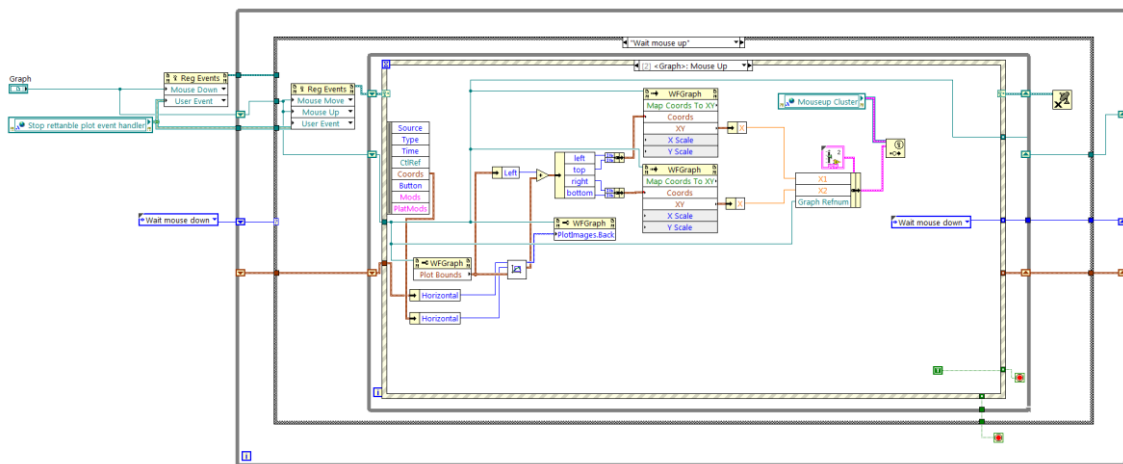 "Wait mouse up"
[2] <Graph>: Mouse Up
Graph
Reg Events
Mouse Down
User Event
Stop rettanble plot event handler
Reg Events
Mouse Move
Mouse Up
User Event
Source
Type
Time
CtlRef
Coords
Button
Mods
PlatMods
Left
left
top
right
bottom
WFGraph
Map Coords To XY
Coords
XY
X Scale
Y Scale
X
WFGraph
Map Coords To XY
Coords
XY
X Scale
Y Scale
X
Mouseup Cluster
X1
X2
Graph Refnum
WFGraph
PlotImages.Back
WFGraph
Plot Bounds
Horizontal
Horizontal
Wait mouse down
Wait mouse down
i
i